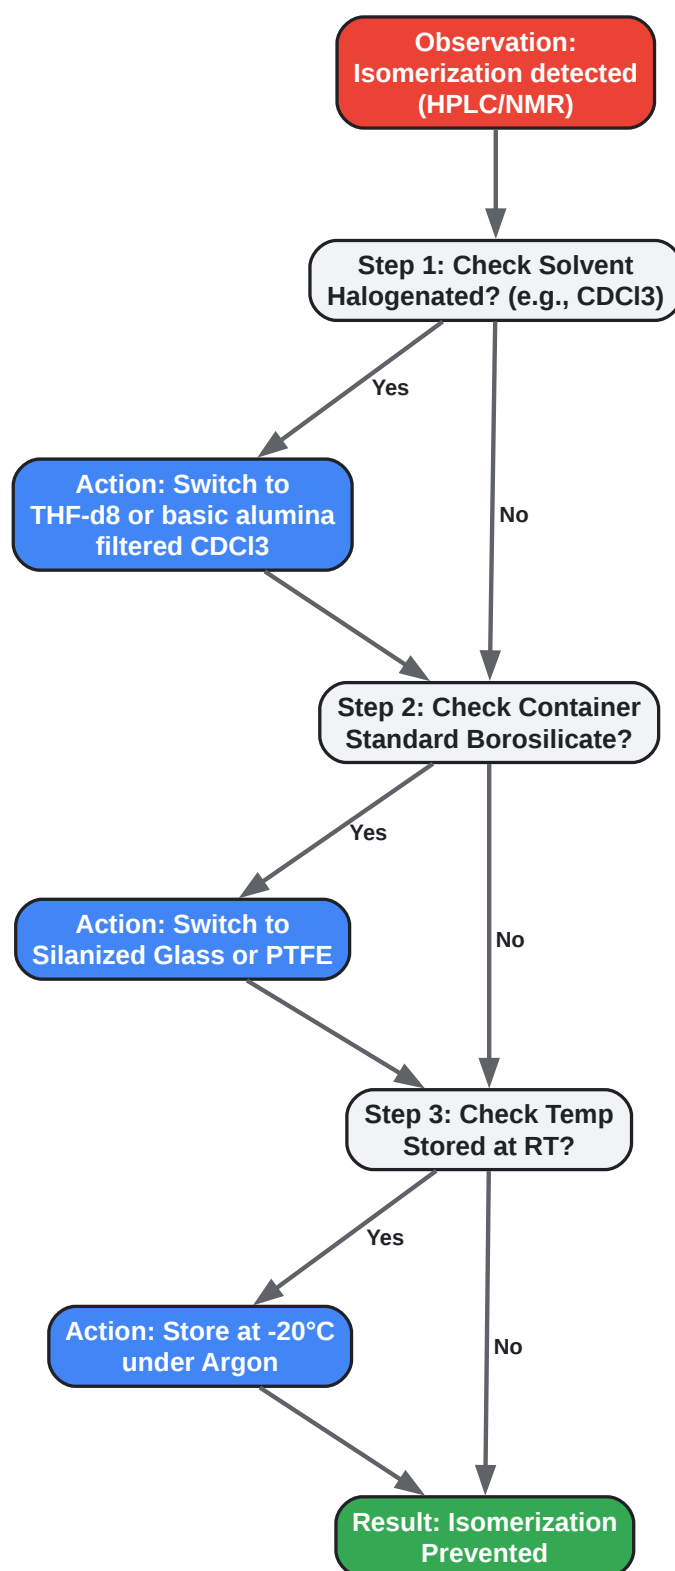 Observation:
Isomerization detected
(HPLC/NMR)
Step 1: Check Solvent
Halogenated? (e.g., CDCl3)
Yes
No
Action: Switch to
THF-d8 or basic alumina
filtered CDCl3
Step 2: Check Container
Standard Borosilicate?
Yes
No
Action: Switch to
Silanized Glass or PTFE
Step 3: Check Temp
Stored at RT?
Yes
No
Action: Store at -20°C
under Argon
Result: Isomerization
Prevented